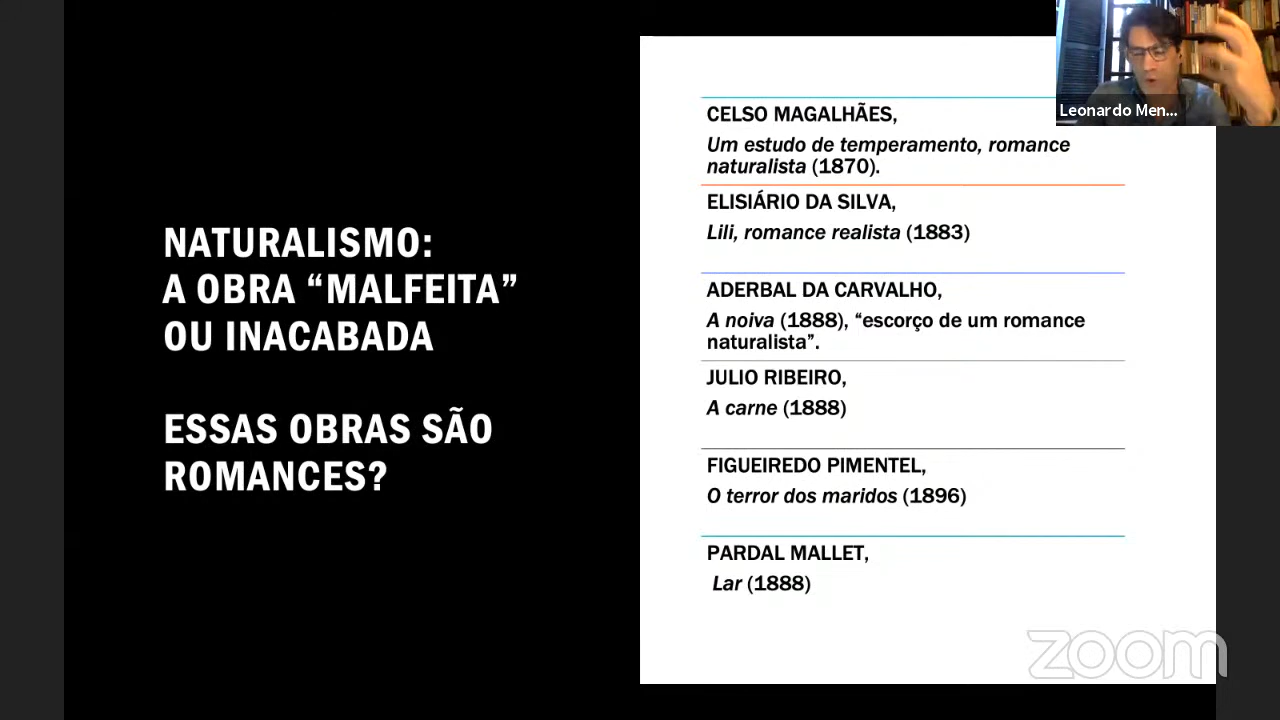 NATURALISMO:
A OBRA “MALFEITA”
OU INACABADA
ESSAS OBRAS SÃO
ROMANCES?
CELSO MAGALHÃES,
Um estudo de temperamento, romance
naturalista (1870).
ELISIÁRIO DA SILVA,
Lili, romance realista (1883)
ADERBAL DA CARVALHO,
A noiva (1888), “escorço de um romance
naturalista”.
JULIO RIBEIRO,
A carne (1888)
FIGUEIREDO PIMENTEL,
O terror dos maridos (1896)
PARDAL MALLET,
Lar (1888)
Leonardo Men...
zoom